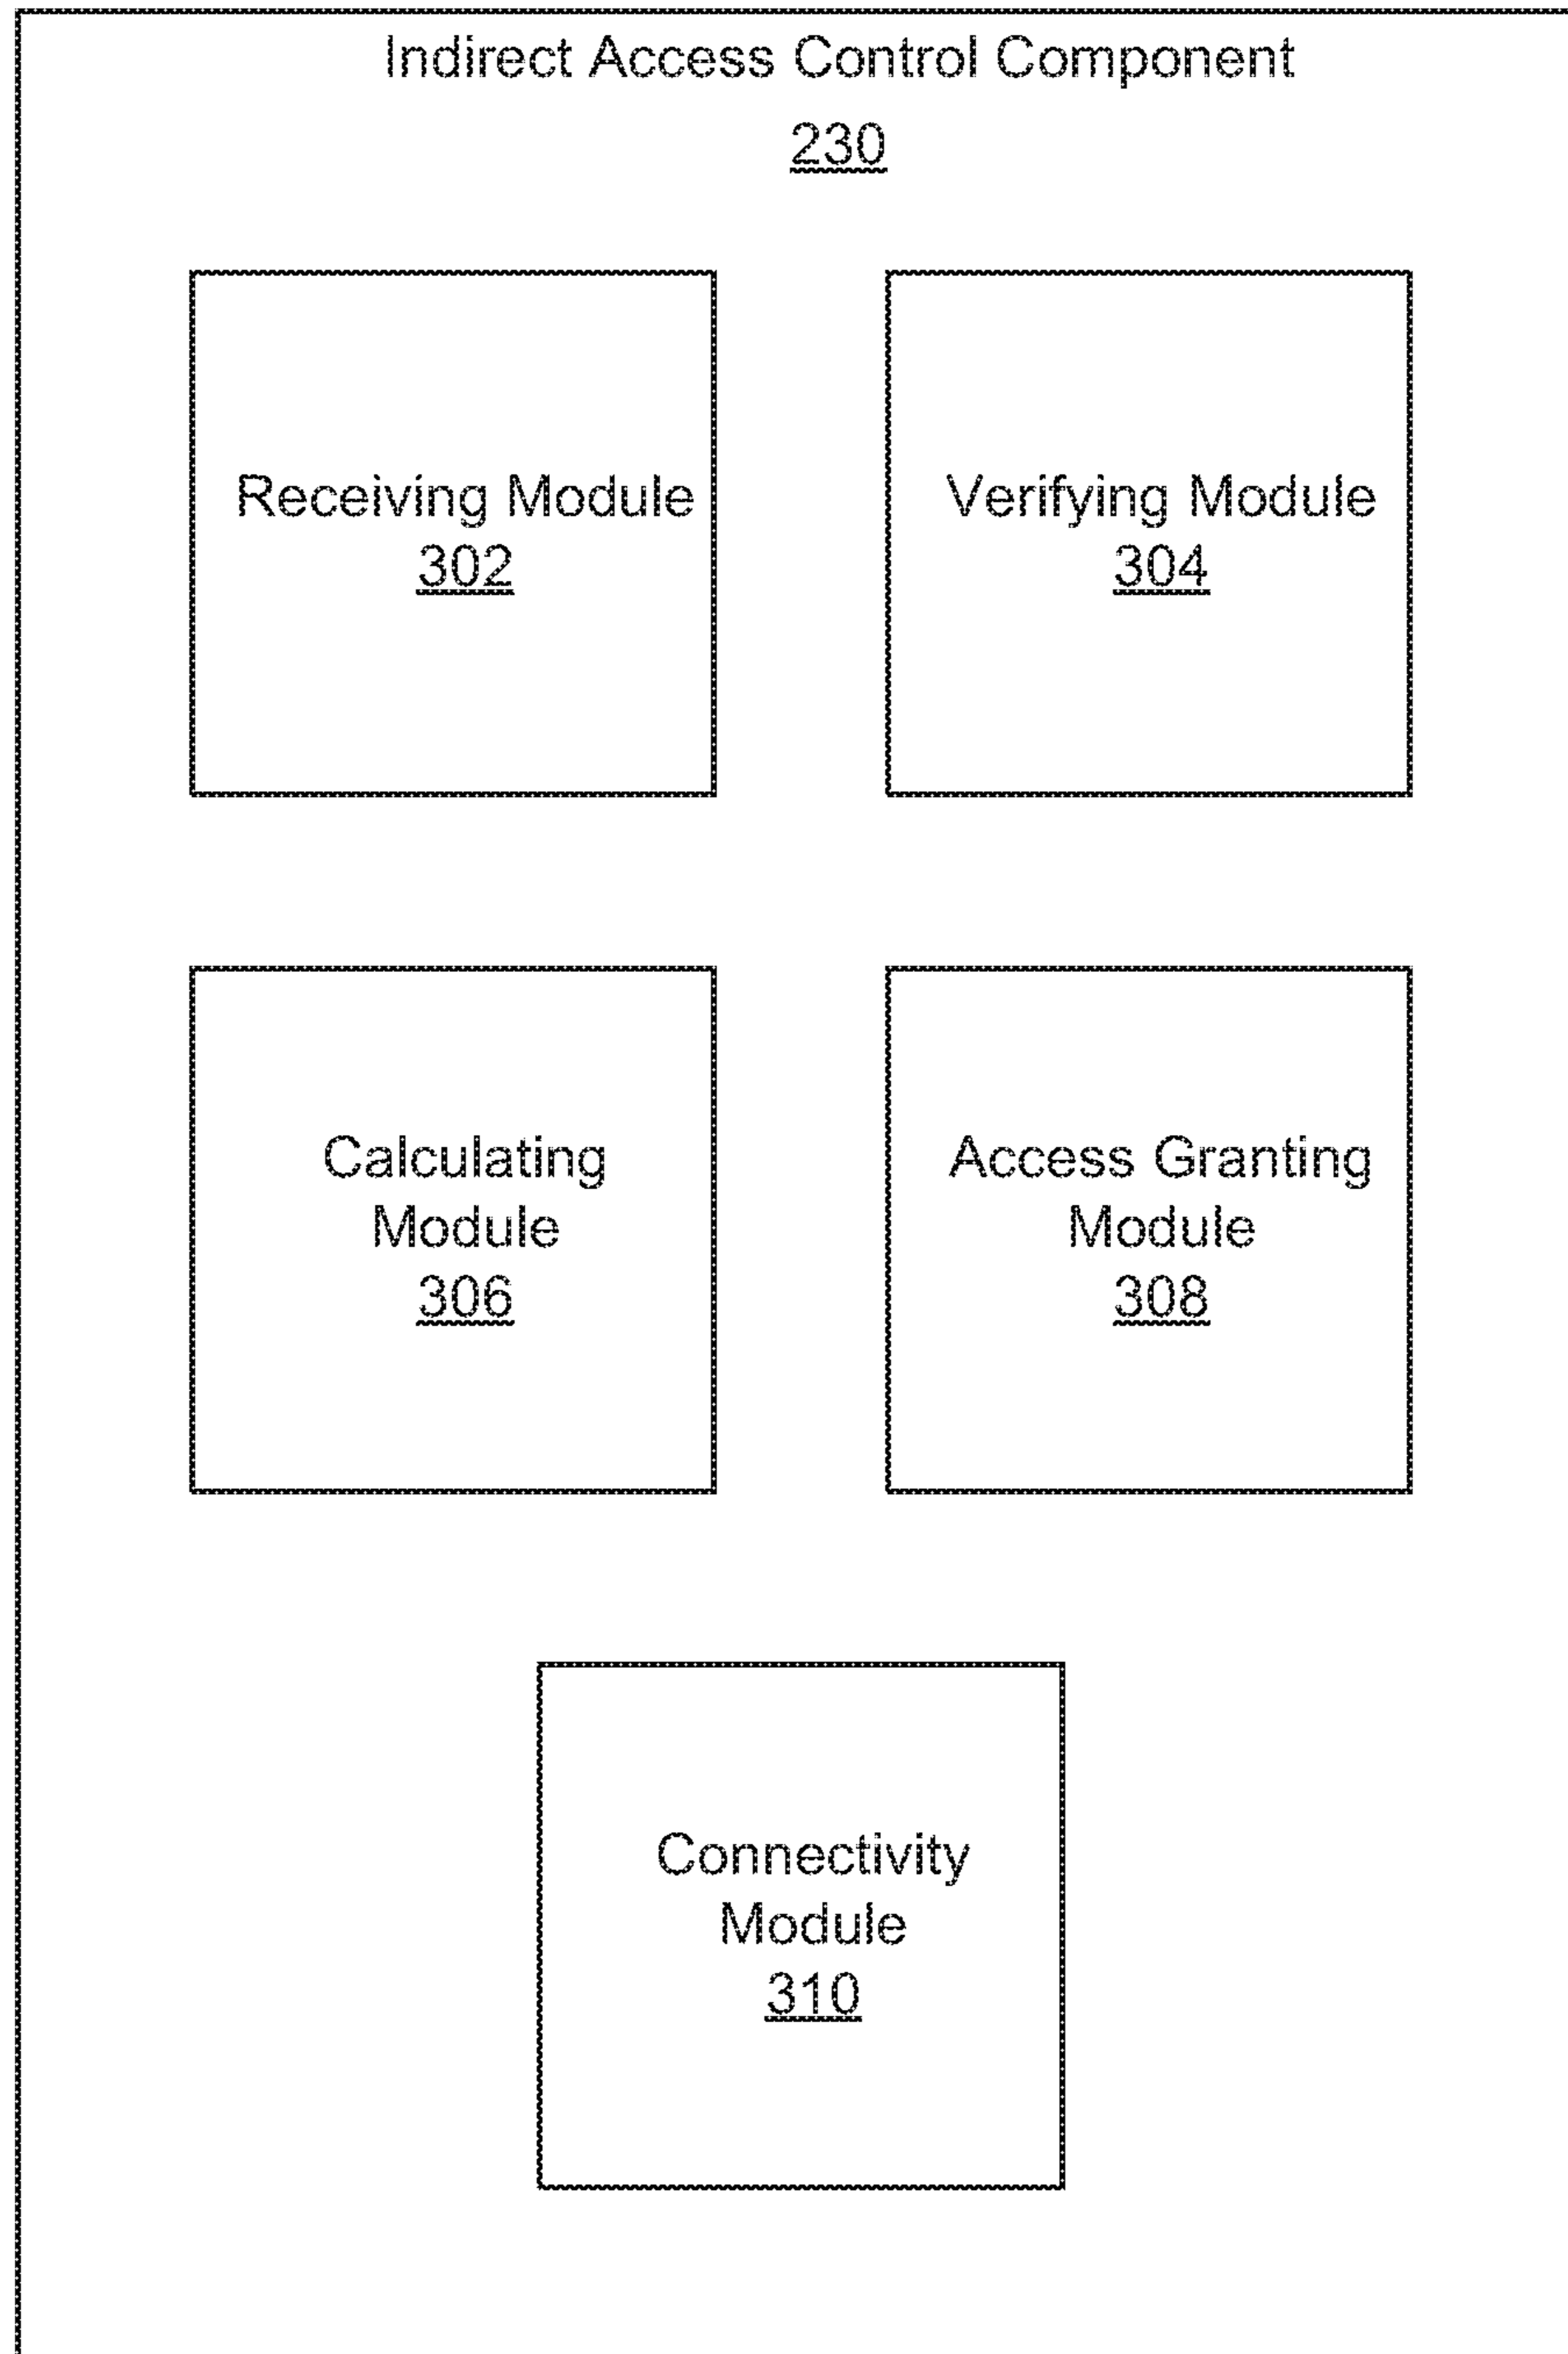 Indirect Access Control Component
230
Receiving Module
302
Verifying Module
304
Calculating
Module
306
Access Granting
Module
308
Connectivity
Module
310